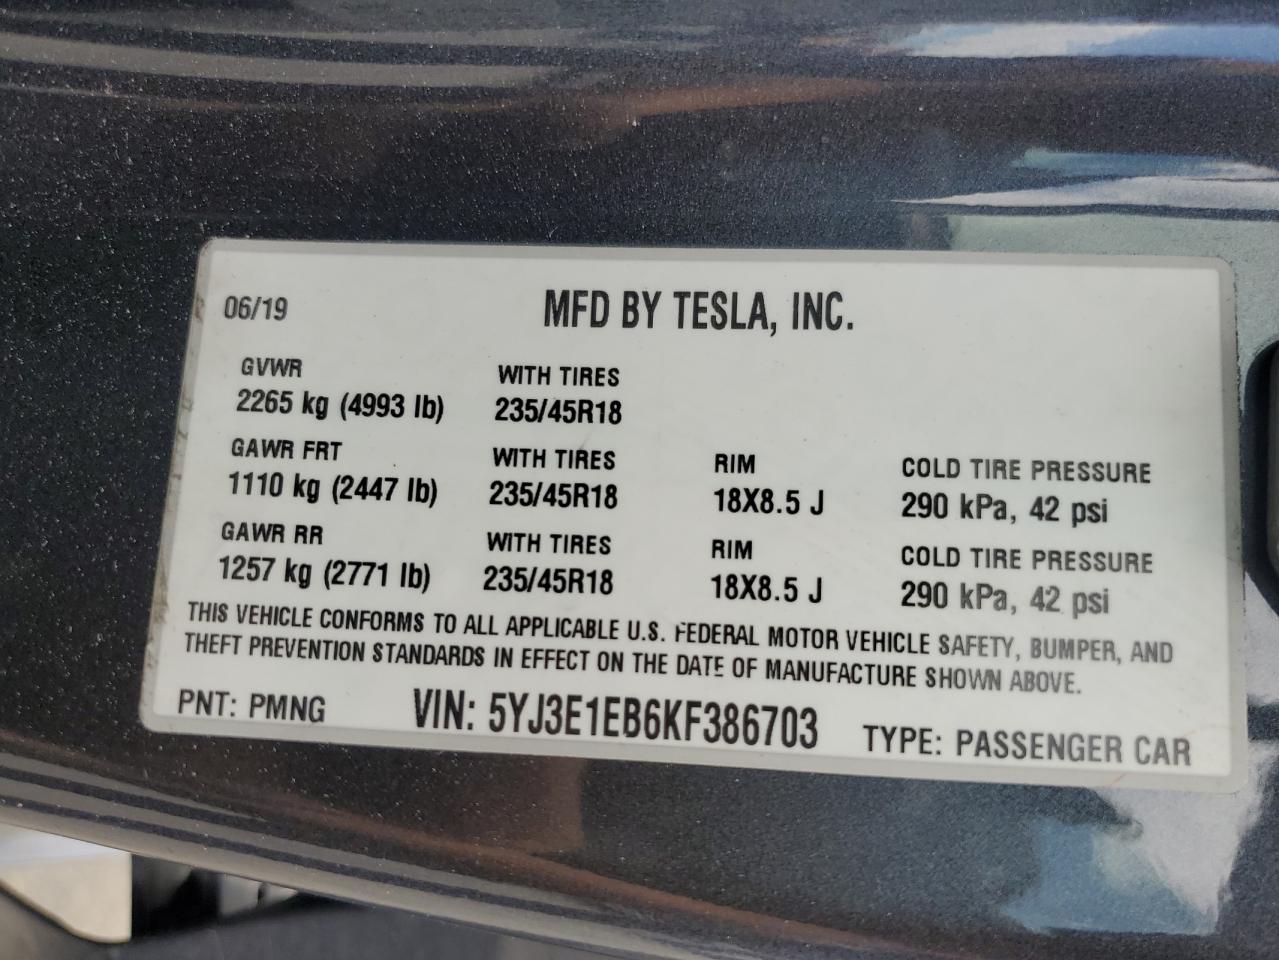 06/19 MFD BY TESLA, INC.
GVWR WITH TIRES
2265 kg (4993 lb) 235/45R18
GAWR FRT WITH TIRES RIM COLD TIRE PRESSURE
1110 kg (2447 lb) 235/45R18 18X8.5 J 290 kPa, 42 psi
GAWR RR WITH TIRES RIM COLD TIRE PRESSURE
1257 kg (2771 lb) 235/45R18 18X8.5 J 290 kPa, 42 psi
THIS VEHICLE CONFORMS TO ALL APPLICABLE U.S. FEDERAL MOTOR VEHICLE SAFETY, BUMPER, AND
THEFT PREVENTION STANDARDS IN EFFECT ON THE DATE OF MANUFACTURE SHOWN ABOVE.
PNT: PMNG VIN: 5YJ3E1EB6KF386703 TYPE: PASSENGER CAR